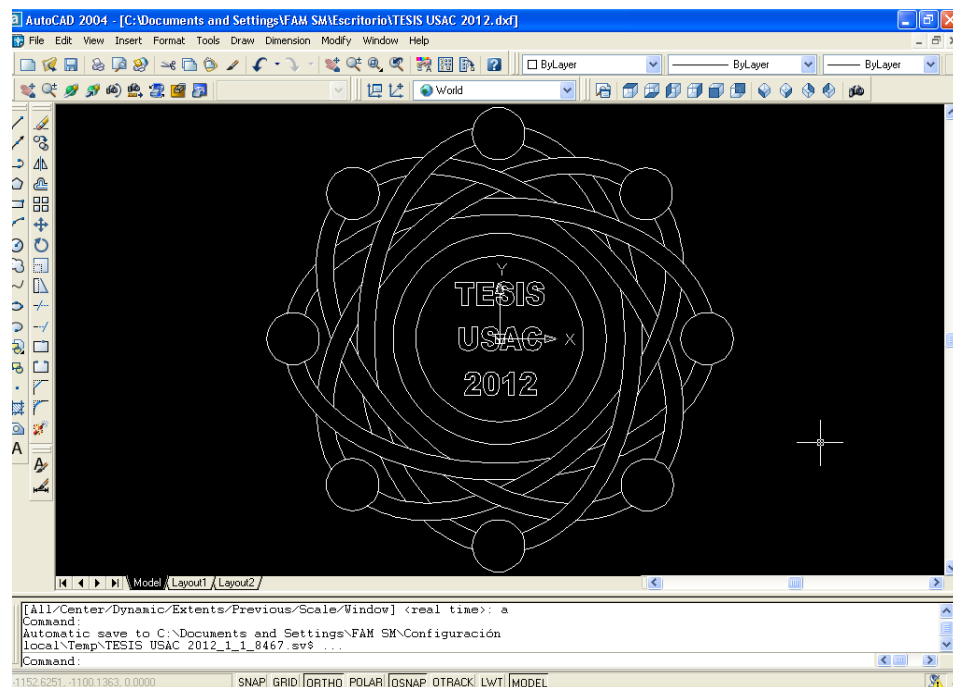 AutoCAD 2004 - [C:\Documents and Settings\FAM SM\Escritorio\TESIS USAC 2012.dxf]
File Edit View Insert Format Tools Draw Dimension Modify Window Help
ByLayer ByLayer ByLayer
World
Y
TESIS
USAC X
2012
A
Model Layout1 Layout2
[All/Center/Dynamic/Extents/Previous/Scale/Window] <real time>: a
Command:
Automatic save to C:\Documents and Settings\FAM SM\Configuración
local\Temp\TESIS USAC 2012_1_1_8467.sv$ ...
Command:
-1152.6251, -1100.1363, 0.0000 SNAP GRID ORTHO POLAR OSNAP OTRACK LWT MODEL